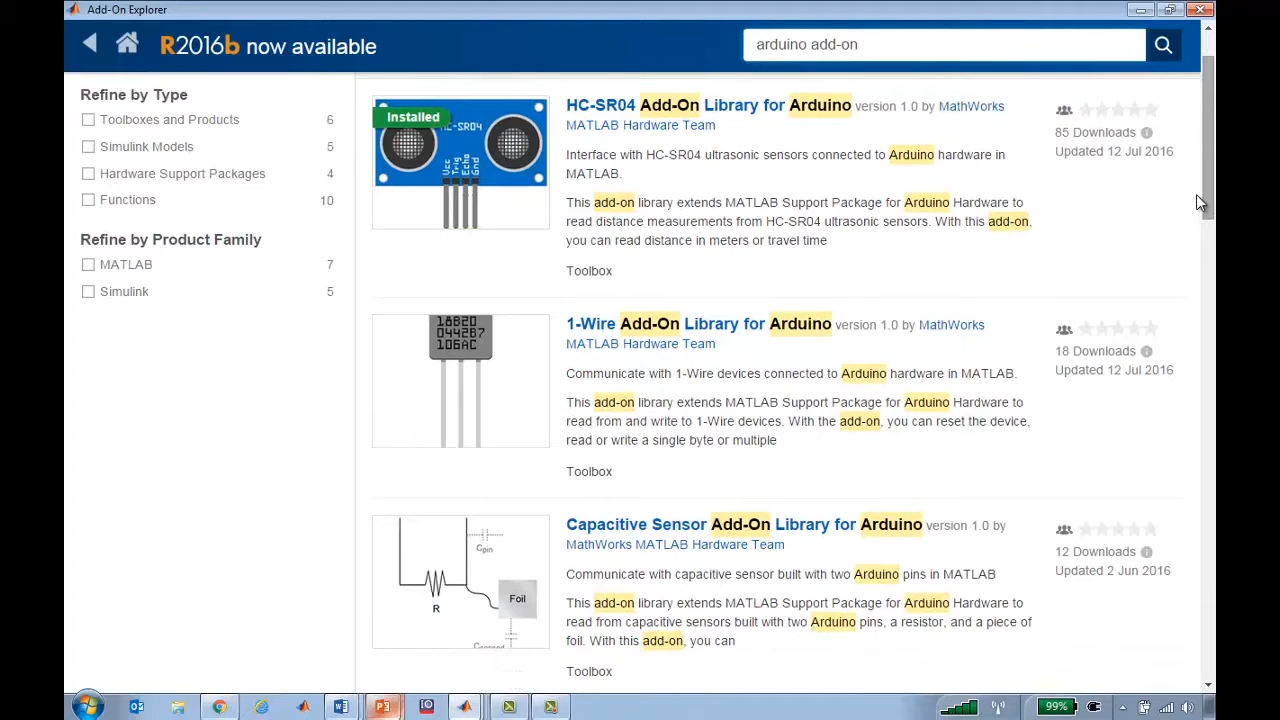 Add-On Explorer
R2016b now available
arduino add-on
Refine by Type
Toolboxes and Products 6
Simulink Models 5
Hardware Support Packages 4
Functions 10
Refine by Product Family
MATLAB 7
Simulink 5
Installed
HC-SR04
Vcc
Trig
Echo
Gnd
HC-SR04 Add-On Library for Arduino version 1.0 by MathWorks
MATLAB Hardware Team
Interface with HC-SR04 ultrasonic sensors connected to Arduino hardware in
MATLAB.
This add-on library extends MATLAB Support Package for Arduino Hardware to
read distance measurements from HC-SR04 ultrasonic sensors. With this add-on,
you can read distance in meters or travel time
Toolbox
85 Downloads
Updated 12 Jul 2016
18B20
0442B7
106AC
1-Wire Add-On Library for Arduino version 1.0 by MathWorks
MATLAB Hardware Team
Communicate with 1-Wire devices connected to Arduino hardware in MATLAB.
This add-on library extends MATLAB Support Package for Arduino Hardware to
read from and write to 1-Wire devices. With the add-on, you can reset the device,
read or write a single byte or multiple
Toolbox
18 Downloads
Updated 12 Jul 2016
Cpin
R
Foil
Capacitive Sensor Add-On Library for Arduino version 1.0 by
MathWorks MATLAB Hardware Team
Communicate with capacitive sensor built with two Arduino pins in MATLAB
This add-on library extends MATLAB Support Package for Arduino Hardware to
read from capacitive sensors built with two Arduino pins, a resistor, and a piece of
foil. With this add-on, you can
Toolbox
12 Downloads
Updated 2 Jun 2016
99%